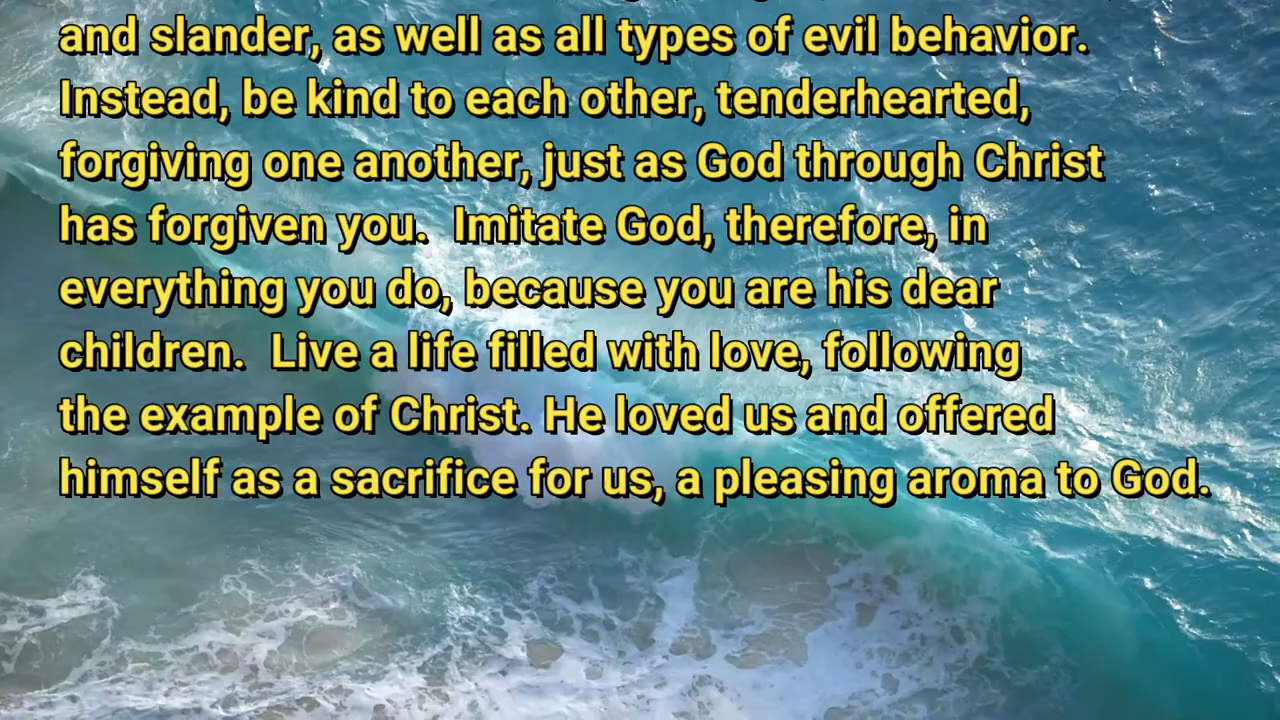 and slander, as well as all types of evil behavior.
Instead, be kind to each other, tenderhearted,
forgiving one another, just as God through Christ
has forgiven you.  Imitate God, therefore, in
everything you do, because you are his dear
children.  Live a life filled with love, following
the example of Christ. He loved us and offered
himself as a sacrifice for us, a pleasing aroma to God.